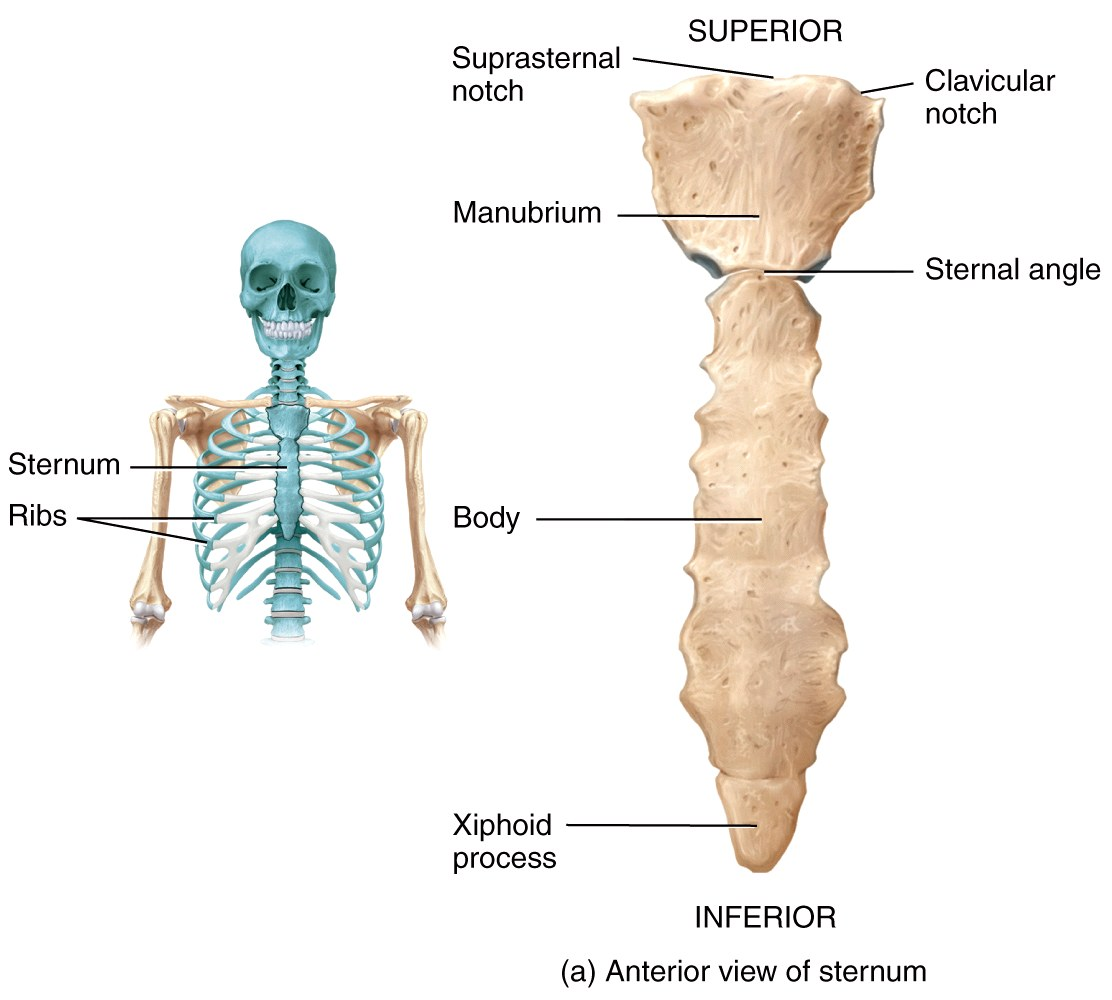 SUPERIOR
Suprasternal
notch
Clavicular
notch
Manubrium
Sternal angle
Sternum
Ribs
Body
Xiphoid
process
INFERIOR
(a) Anterior view of sternum